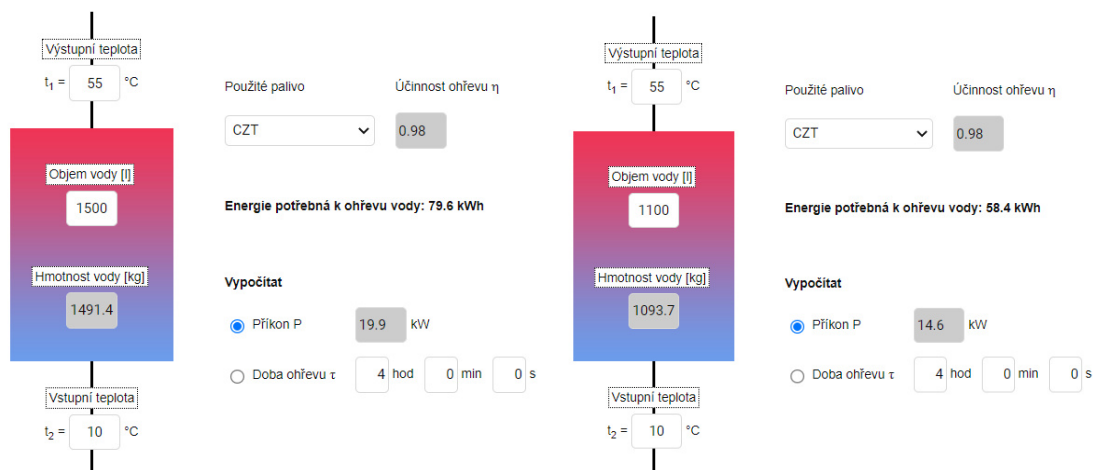 Výstupní teplota
t1 = 55 °C
Použité palivo Účinnost ohřevu η
CZT 0.98
Objem vody [l]
1500
Energie potřebná k ohřevu vody: 79.6 kWh
Hmotnost vody [kg]
1491.4
Vypočítat
Příkon P 19.9 kW
Doba ohřevu τ 4 hod 0 min 0 s
Vstupní teplota
t2 = 10 °C
Výstupní teplota
t1 = 55 °C
Použité palivo Účinnost ohřevu η
CZT 0.98
Objem vody [l]
1100
Energie potřebná k ohřevu vody: 58.4 kWh
Hmotnost vody [kg]
1093.7
Vypočítat
Příkon P 14.6 kW
Doba ohřevu τ 4 hod 0 min 0 s
Vstupní teplota
t2 = 10 °C